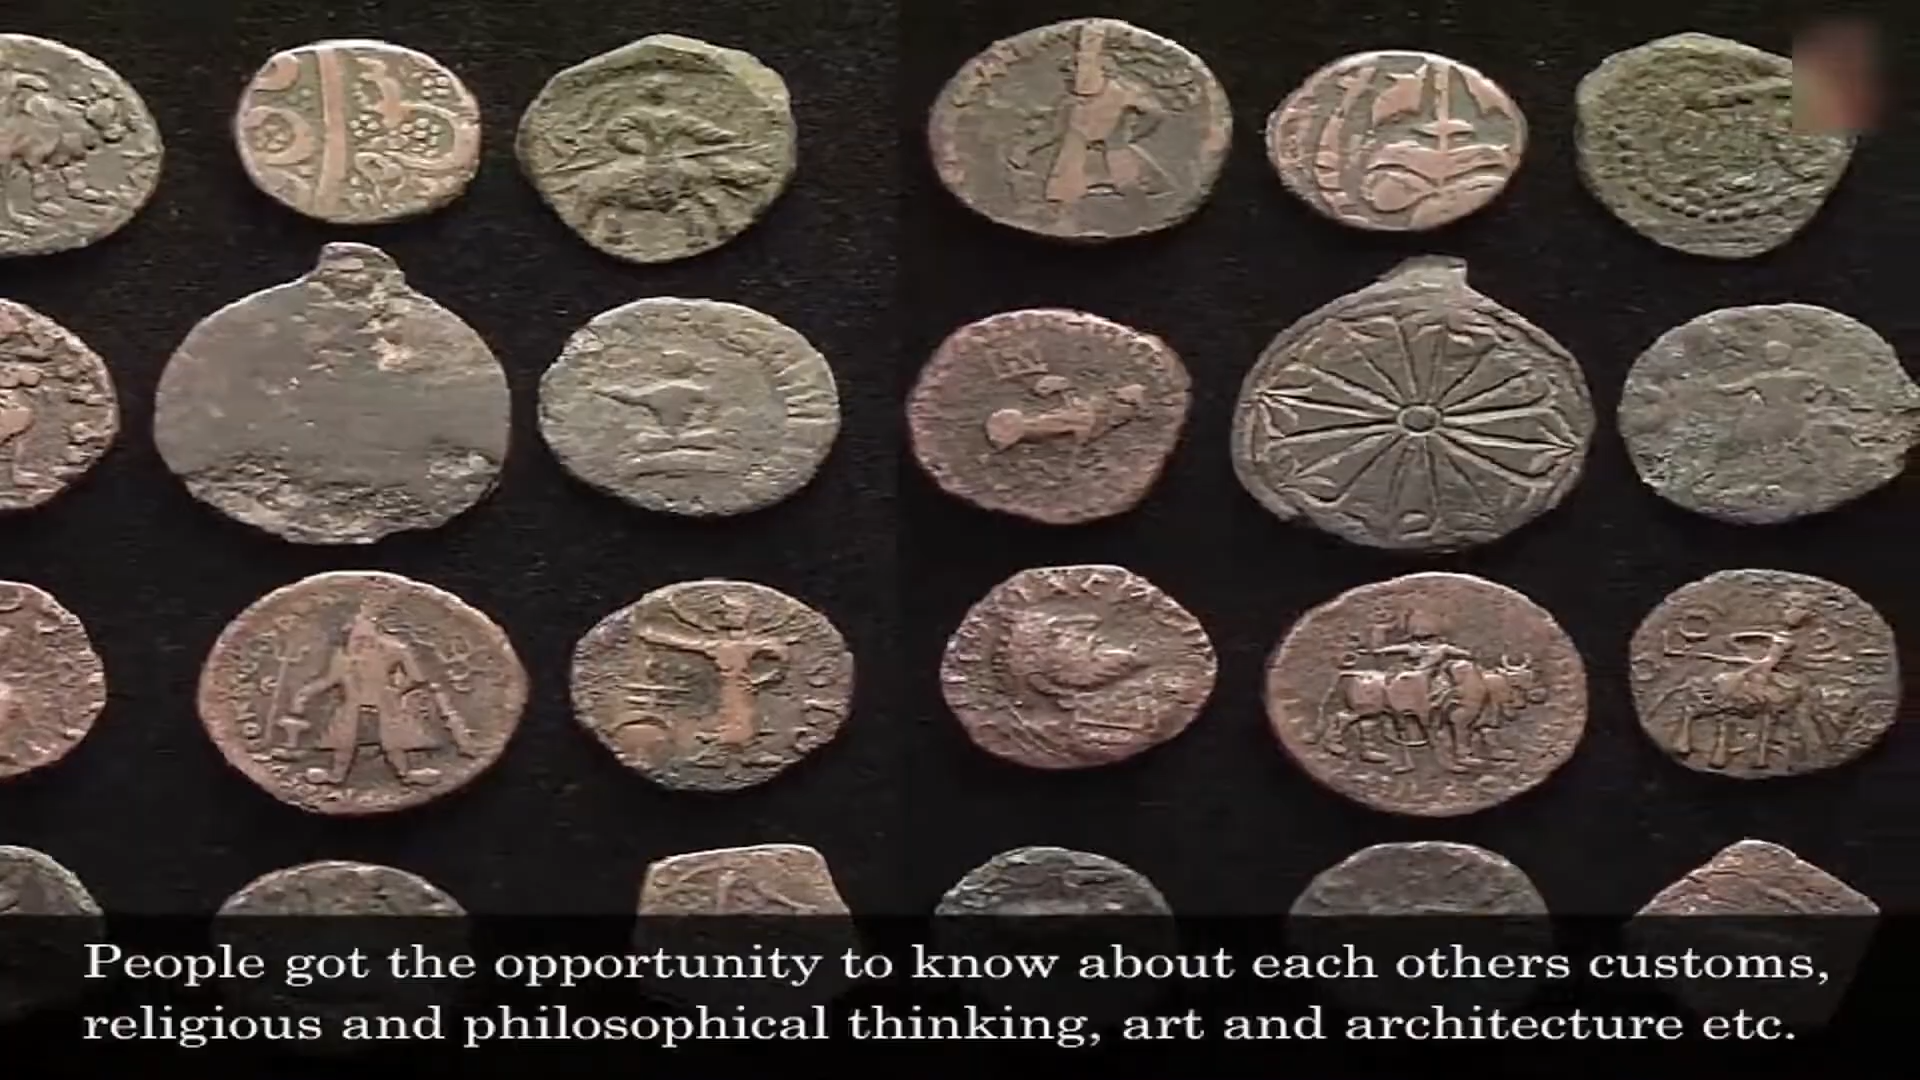 People got the opportunity to know about each others customs,
religious and philosophical thinking, art and architecture etc.